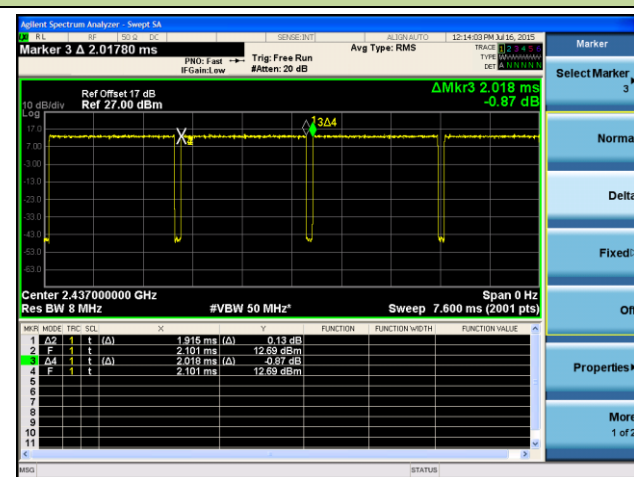 Agilent Spectrum Analyzer - Swept SA
RL RF 50 Ω DC SENSE:INT ALIGN AUTO 12:14:03 PM Jul 16, 2015
Marker 3 Δ 2.01780 ms
PNO: Fast
IFGain:Low
Trig: Free Run
#Atten: 20 dB
Avg Type: RMS
TRACE 1 2 3 4 5 6
TYPE
DET A N N N N N
Ref Offset 17 dB
Ref 27.00 dBm
10 dB/div
Log
ΔMkr3 2.018 ms
-0.87 dB
17.0
7.00
-3.00
-13.0
-23.0
-33.0
-43.0
-53.0
-63.0
3Δ4
Center 2.437000000 GHz
Res BW 8 MHz
#VBW 50 MHz*
Span 0 Hz
Sweep 7.600 ms (2001 pts)
MKR MODE TRC SCL X Y FUNCTION FUNCTION WIDTH FUNCTION VALUE
1 Δ2 1 t (Δ) 1.915 ms (Δ) 0.13 dB
2 F 1 t 2.101 ms 12.69 dBm
3 Δ4 1 t (Δ) 2.018 ms (Δ) -0.87 dB
4 F 1 t 2.101 ms 12.69 dBm
5
6
7
8
9
10
11
MSG STATUS
Marker
Select Marker
3
Norma
Delta
Fixed
Of
Properties
More
1 of 2